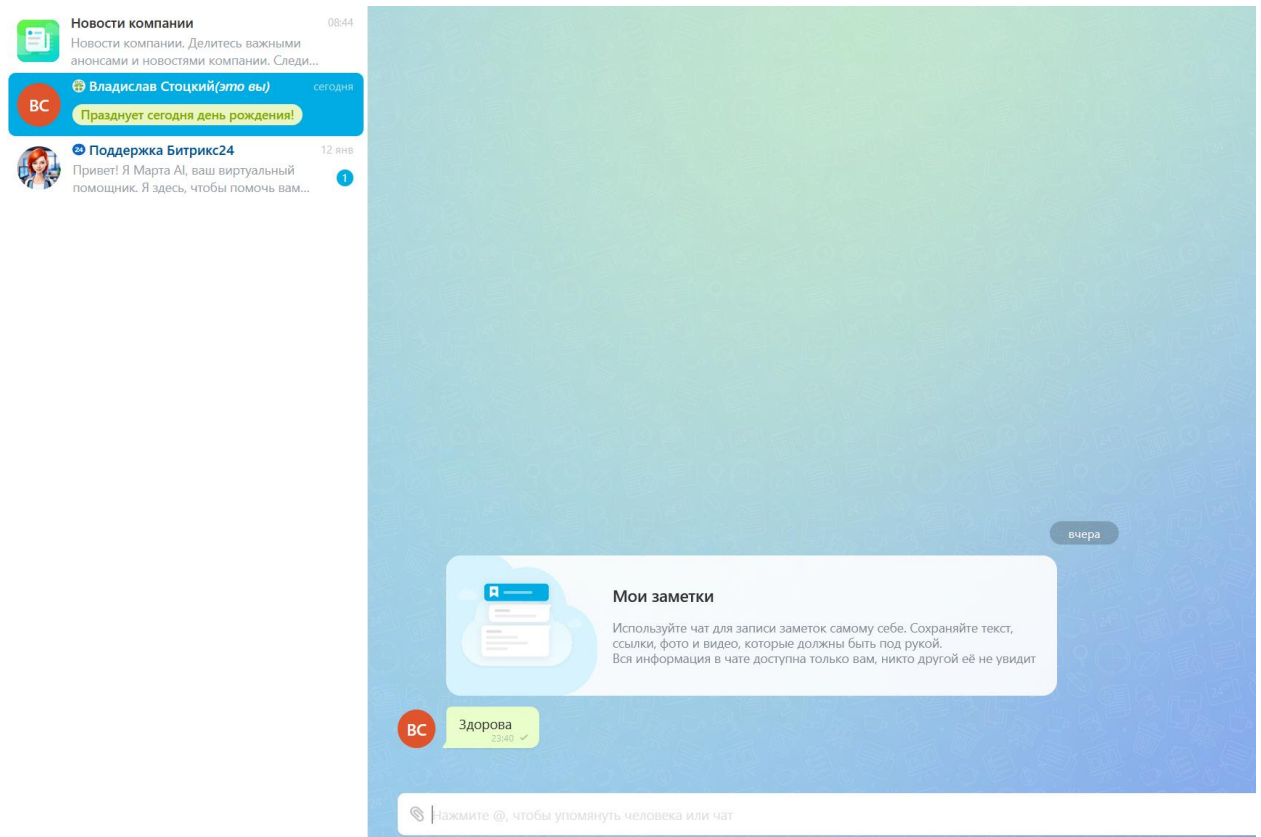 Новости компании
08:44
Новости компании. Делитесь важными
анонсами и новостями компании. Следи...
ВС
Владислав Стоцкий(это вы)
сегодня
Празднует сегодня день рождения!
24
Поддержка Битрикс24
12 янв
Привет! Я Марта AI, ваш виртуальный
помощник. Я здесь, чтобы помочь вам...
1
вчера
Мои заметки
Используйте чат для записи заметок самому себе. Сохраняйте текст,
ссылки, фото и видео, которые должны быть под рукой.
Вся информация в чате доступна только вам, никто другой её не увидит
ВС
Здорова
23:40
Нажмите @, чтобы упомянуть человека или чат